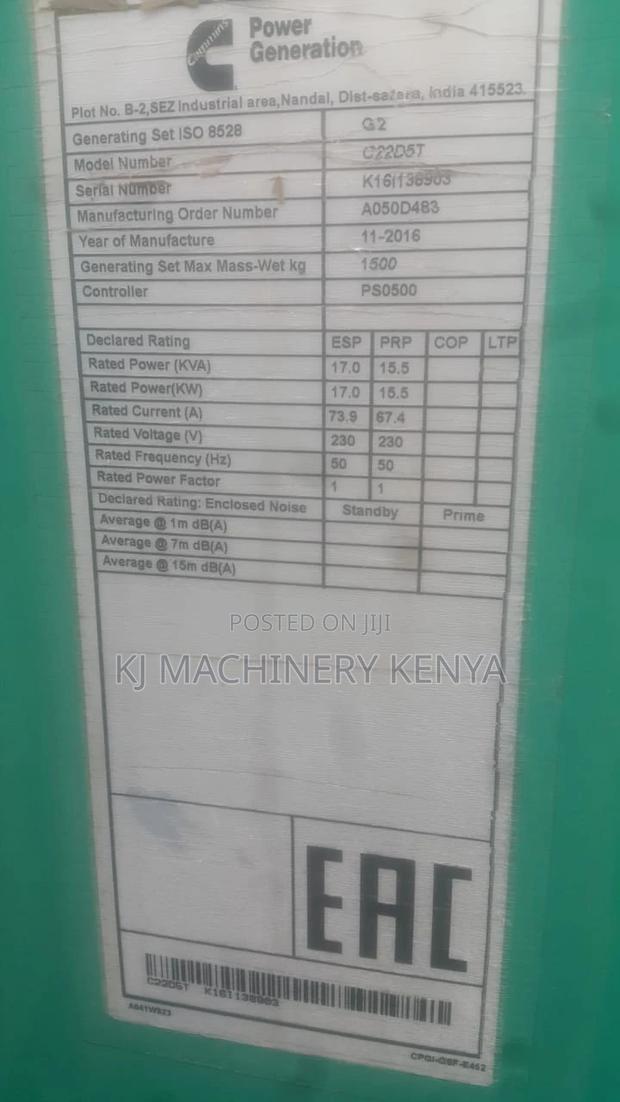 Cummins
Power
Generation
Plot No. B-2,SEZ Industrial area,Nandal, Dist-satara, India 415523.
Generating Set ISO 8528 G2
Model Number C22D5T
Serial Number K16I138903
Manufacturing Order Number A050D483
Year of Manufacture 11-2016
Generating Set Max Mass-Wet kg 1500
Controller PS0500
Declared Rating ESP PRP COP LTP
Rated Power (KVA) 17.0 15.5
Rated Power(KW) 17.0 15.5
Rated Current (A) 73.9 67.4
Rated Voltage (V) 230 230
Rated Frequency (Hz) 50 50
Rated Power Factor 1 1
Declared Rating: Enclosed Noise Standby Prime
Average @ 1m dB(A)
Average @ 7m dB(A)
Average @ 15m dB(A)
POSTED ON JIJI
KJ MACHINERY KENYA
EAC
C22D5T K16I138903